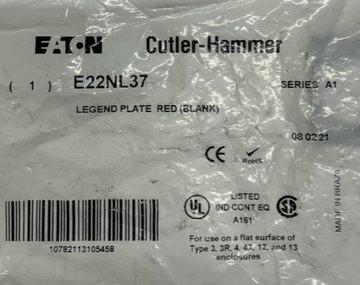 EATON Cutler-Hammer
( 1 ) E22NL37 SERIES A1
LEGEND PLATE RED (BLANK)
080221
CE RoHS
UL LISTED SA
IND CONT EQ
A161
MADE IN BRAZIL
For use on a flat surface of
Type 3, 3R, 4, 4X, 12, and 13
enclosures
10782113105458